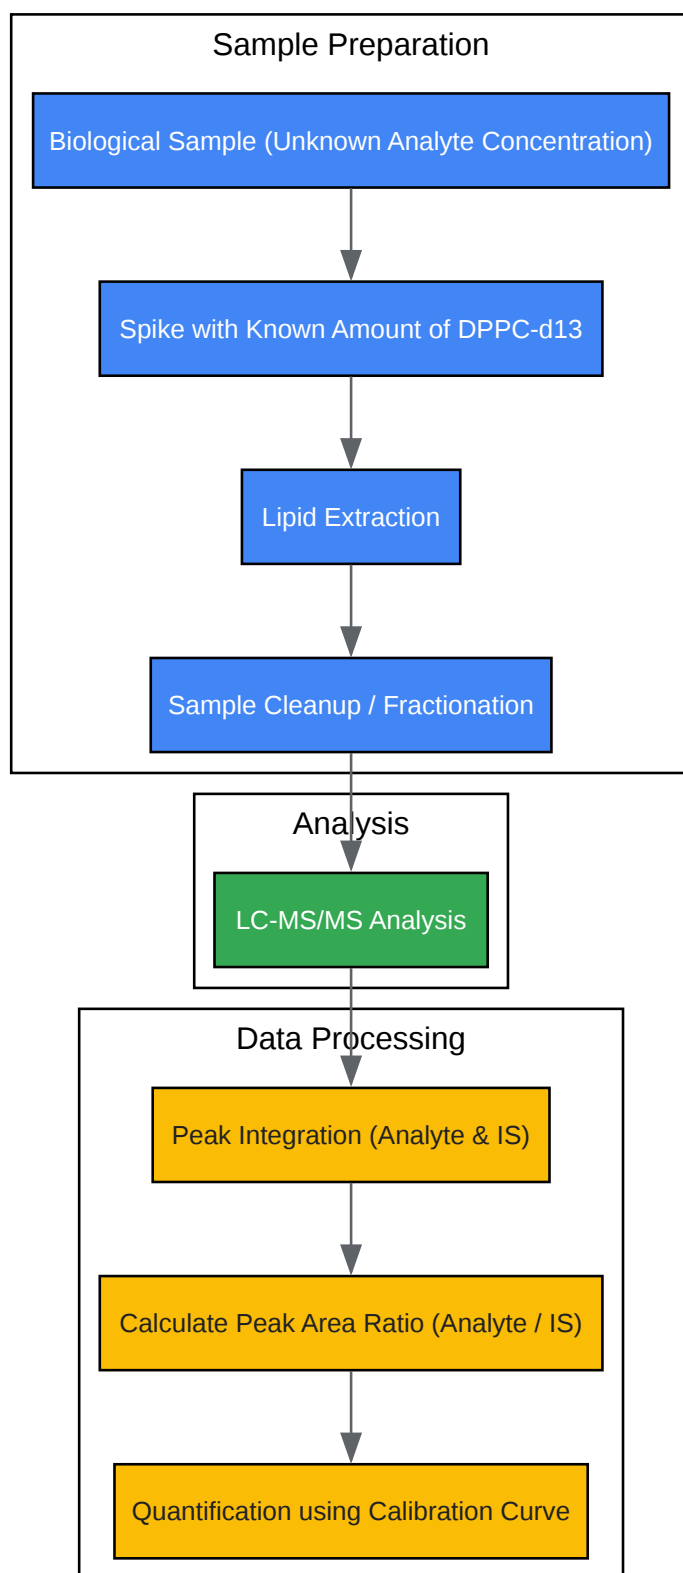 Sample Preparation
Biological Sample (Unknown Analyte Concentration)
Spike with Known Amount of DPPC-d13
Lipid Extraction
Sample Cleanup / Fractionation
Analysis
LC-MS/MS Analysis
Data Processing
Peak Integration (Analyte & IS)
Calculate Peak Area Ratio (Analyte / IS)
Quantification using Calibration Curve